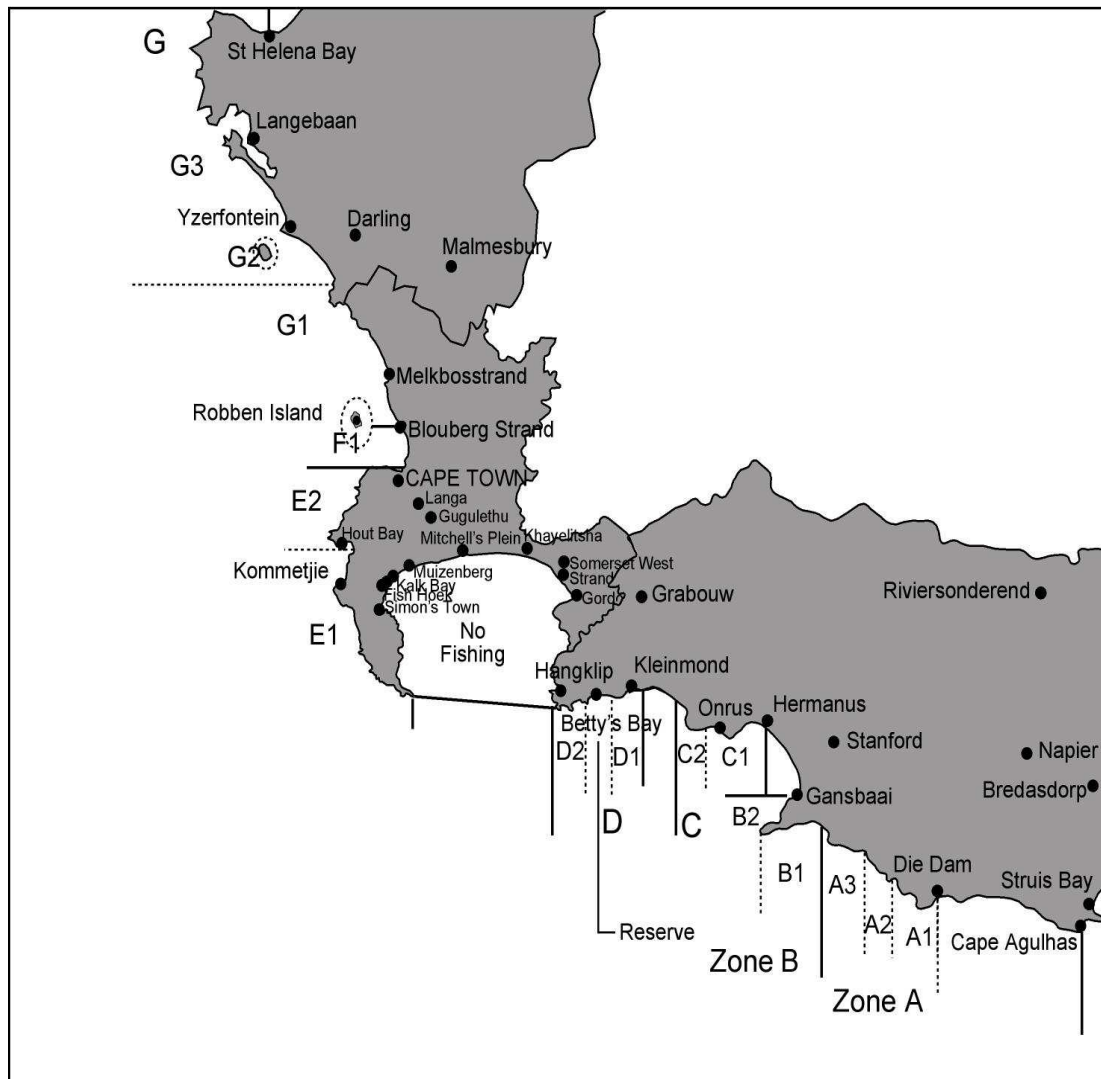 G
St Helena Bay
Langebaan
G3
Yzerfontein
Darling
G2
Malmesbury
G1
Melkbosstrand
Robben Island
F1
Blouberg Strand
CAPE TOWN
E2
Langa
Gugulethu
Hout Bay
Mitchell's Plein
Khayelitsha
Kommetjie
Muizenberg
Kalk Bay
Fish Hoek
Simon's Town
Somerset West
Strand
Gordo
Grabouw
Riviersonderend
E1
No
Fishing
Hangklip
Kleinmond
Betty's Bay
Onrus
Hermanus
D2
D1
C2
C1
Stanford
Napier
D
C
B2
Gansbaai
Bredasdorp
B1
A3
Die Dam
Struis Bay
A2
A1
Reserve
Zone B
Cape Agulhas
Zone A